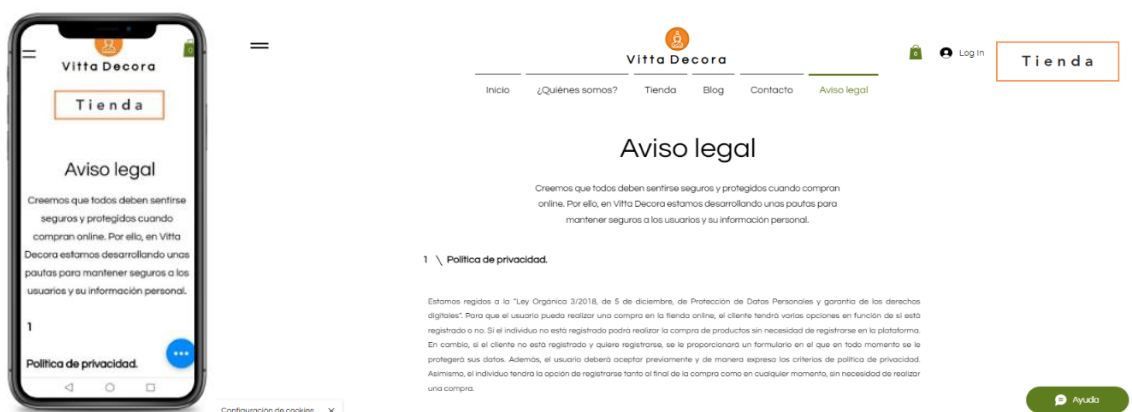 0
Vitta Decora
Tienda
Aviso legal
Creemos que todos deben sentirse
seguros y protegidos cuando
compran online. Por ello, en Vitta
Decora estamos desarrollando unas
pautas para mantener seguros a los
usuarios y su información personal.
1
Política de privacidad.
Vitta Decora
0
Log In
Tienda
Inicio ¿Quiénes somos? Tienda Blog Contacto Aviso legal
Aviso legal
Creemos que todos deben sentirse seguros y protegidos cuando compran
online. Por ello, en Vitta Decora estamos desarrollando unas pautas para
mantener seguros a los usuarios y su información personal.
1 \ Política de privacidad.
Estamos regidos a la "Ley Orgánica 3/2018, de 5 de diciembre, de Protección de Datos Personales y garantía de los derechos
digitales". Para que el usuario pueda realizar una compra en la tienda online, el cliente tendrá varias opciones en función de si está
registrado o no. Si el individuo no está registrado podrá realizar la compra de productos sin necesidad de registrarse en la plataforma.
En cambio, si el cliente no está registrado y quiere registrarse, se le proporcionará un formulario en el que en todo momento se le
protegerá sus datos. Además, el usuario deberá aceptar previamente y de manera expresa los criterios de política de privacidad.
Asimismo, el individuo tendrá la opción de registrarse tanto al final de la compra como en cualquier momento, sin necesidad de realizar
una compra.
Configuración de cookies X
Ayuda